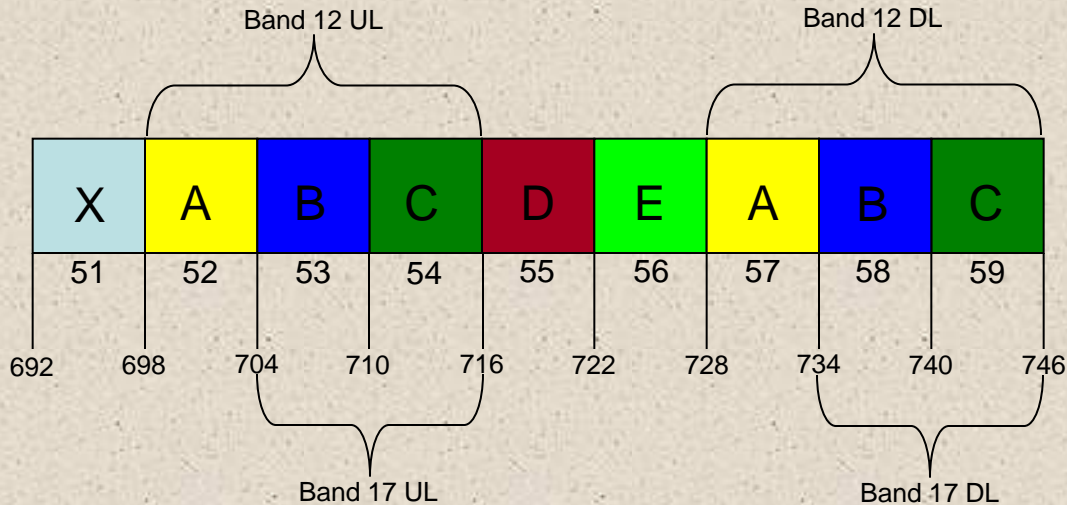 Band 12 UL Band 12 DL
X A B C D E A B C
51 52 53 54 55 56 57 58 59
692 698 704 710 716 722 728 734 740 746
Band 17 UL Band 17 DL